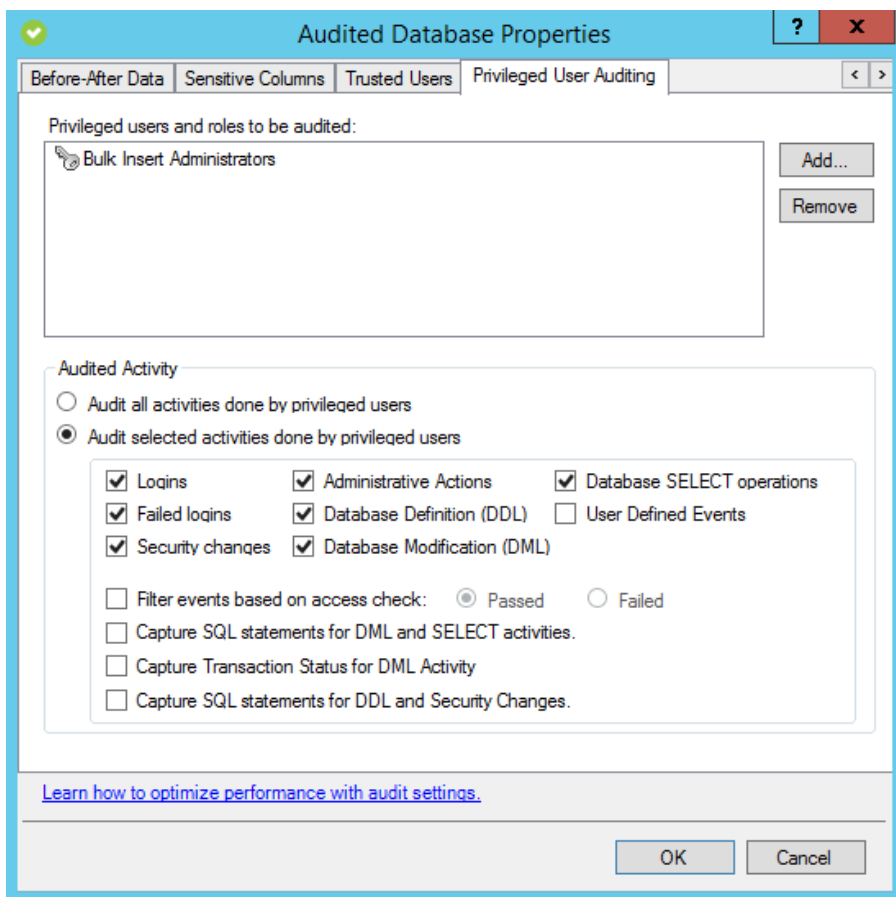 Audited Database Properties
? x
Before-After Data Sensitive Columns Trusted Users Privileged User Auditing < >
Privileged users and roles to be audited:
Bulk Insert Administrators
Add...
Remove
Audited Activity
Audit all activities done by privileged users
Audit selected activities done by privileged users
Logins Administrative Actions Database SELECT operations
Failed logins Database Definition (DDL) User Defined Events
Security changes Database Modification (DML)
Filter events based on access check: Passed Failed
Capture SQL statements for DML and SELECT activities.
Capture Transaction Status for DML Activity
Capture SQL statements for DDL and Security Changes.
Learn how to optimize performance with audit settings.
OK Cancel